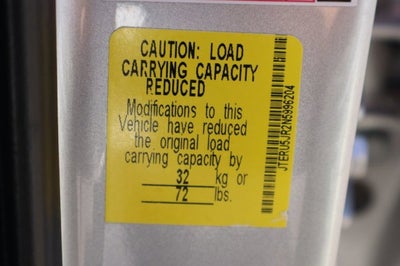 CAUTION: LOAD
CARRYING CAPACITY
REDUCED
Modifications to this
Vehicle have reduced
the original load
carrying capacity by
32 kg or
72 lbs.
JTERU5JR2N5996204